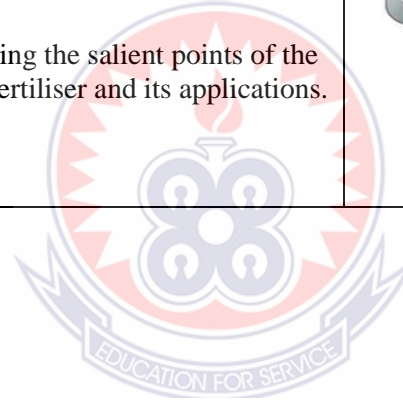 ing the salient points of the
ertiliser and its applications.
EDUCATION FOR SERVICE